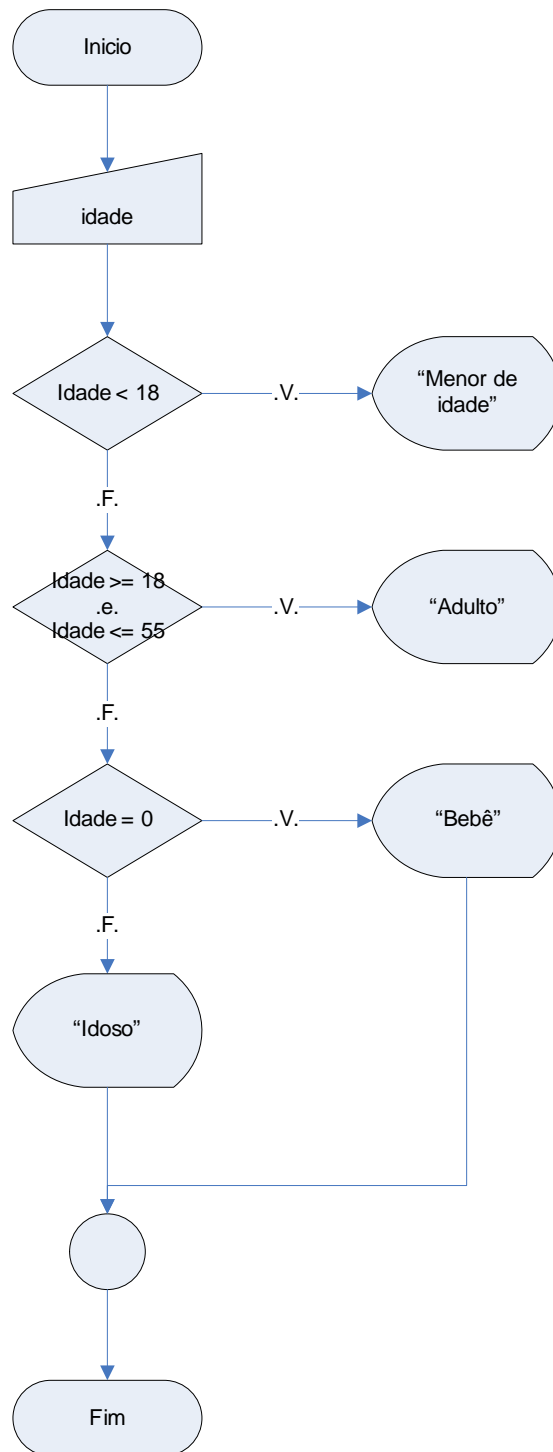 Inicio
idade
Idade < 18
.V.
“Menor de
idade”
.F.
Idade >= 18
.e.
Idade <= 55
.V.
“Adulto”
.F.
Idade = 0
.V.
“Bebê”
.F.
“Idoso”
Fim